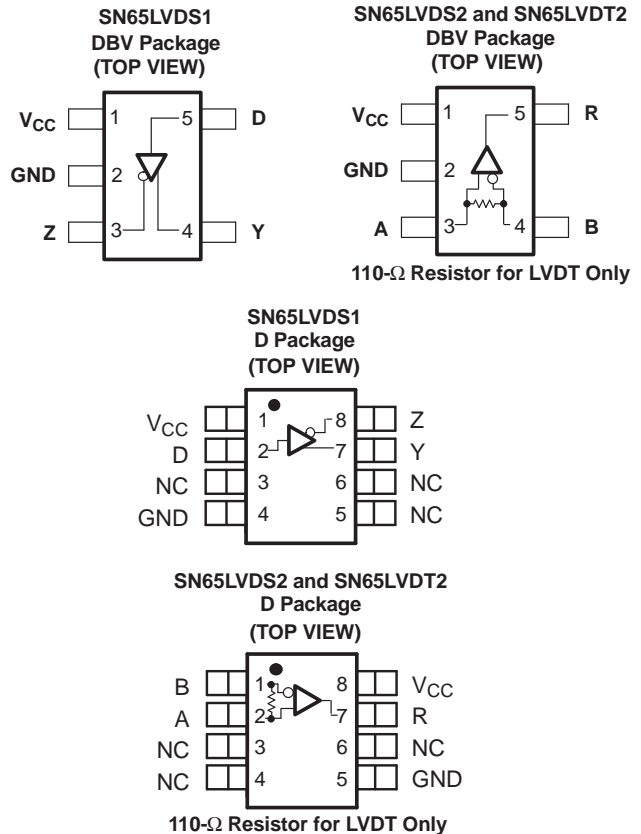 SN65LVDS1
DBV Package
(TOP VIEW)
VCC 1 5 D
GND 2
Z 3 4 Y
SN65LVDS2 and SN65LVDT2
DBV Package
(TOP VIEW)
VCC 1 5 R
GND 2
A 3 4 B
110-Ω Resistor for LVDT Only
SN65LVDS1
D Package
(TOP VIEW)
VCC 1 8 Z
D 2 7 Y
NC 3 6 NC
GND 4 5 NC
SN65LVDS2 and SN65LVDT2
D Package
(TOP VIEW)
B 1 8 VCC
A 2 7 R
NC 3 6 NC
NC 4 5 GND
110-Ω Resistor for LVDT Only